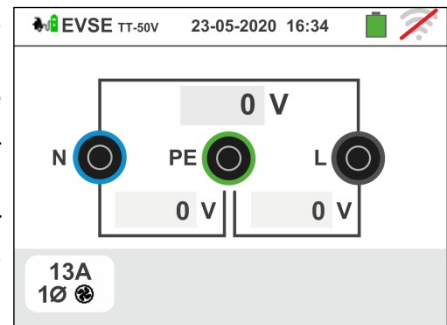 EVSE TT-50V 23-05-2020 16:34
0 V
N PE L
0 V 0 V
13A
1Ø